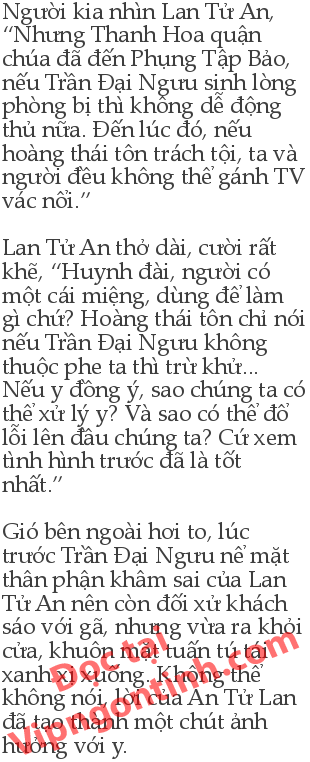 Người kia nhìn Lan Tử An,
“Nhưng Thanh Hoa quận
chúa đã đến Phụng Tập Bảo,
nếu Trần Đại Ngưu sinh lòng
phòng bị thì không dễ động
thủ nữa. Đến lúc đó, nếu
hoàng thái tôn trách tội, ta và
người đều không thể gánh TV
vác nổi.”
Lan Tử An thở dài, cười rất
khẽ, “Huynh đài, người có
một cái miệng, dùng để làm
gì chứ? Hoàng thái tôn chỉ nói
nếu Trần Đại Ngưu không
thuộc phe ta thì trừ khử...
Nếu y đồng ý, sao chúng ta có
thể xử lý y? Và sao có thể đổ
lỗi lên đầu chúng ta? Cứ xem
tình hình trước đã là tốt
nhất.”
Gió bên ngoài hơi to, lúc
trước Trần Đại Ngưu nể mặt
thân phận khâm sai của Lan
Tử An nên còn đối xử khách
sáo với gã, nhưng vừa ra khỏi
cửa, khuôn mặt tuấn tú tái
xanh xị xuống. Không thể
không nói, lời của An Tử Lan
đã tạo thành một chút ảnh
hưởng với y.
Đọc tại
Vipngontinh.com